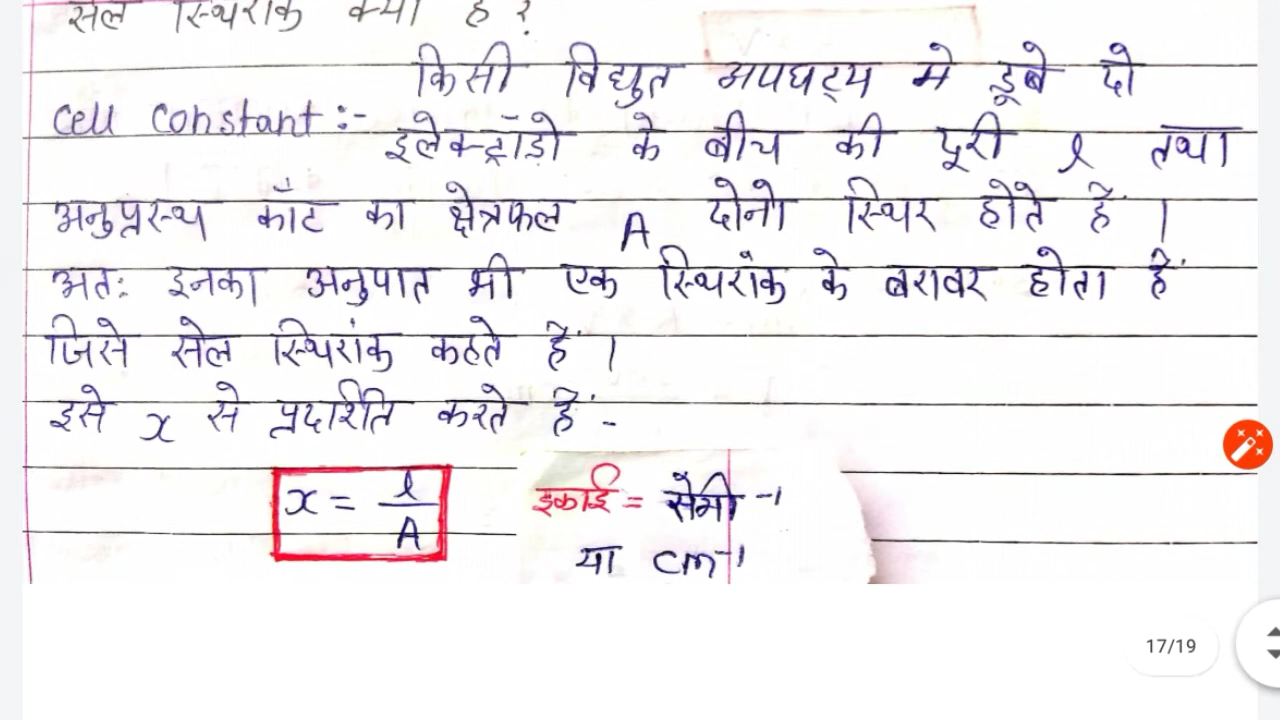 सेल स्थिरांक क्या है ?
किसी विद्युत अपघट्य मे डूबे दो
Cell Constant :-
इलेक्ट्रॉडो के बीच की दूरी l तथा
अनुप्रस्थ काँट का क्षेत्रफल A दोनो स्थिर होते हैं ।
अतः इनका अनुपात भी एक स्थिरांक के बराबर होता हैं
जिसे सेल स्थिरांक कहते हैं ।
इसे x से प्रदर्शित करते हैं -
x = l/A
इकाई = सेमी⁻¹
या cm⁻¹
17/19